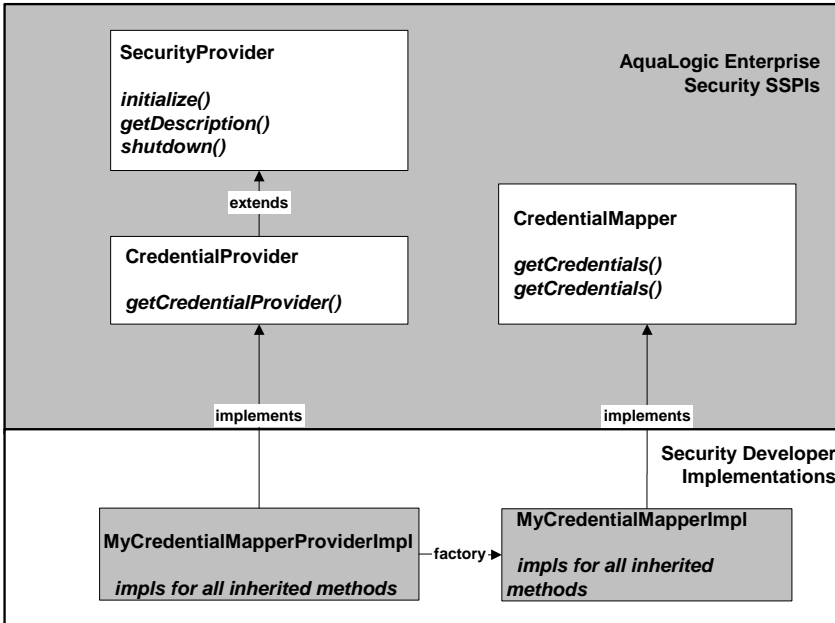 SecurityProvider
initialize()
getDescription()
shutdown()
AquaLogic Enterprise
Security SSPIs
extends
CredentialProvider
getCredentialProvider()
CredentialMapper
getCredentials()
getCredentials()
implements
implements
Security Developer
Implementations
MyCredentialMapperProviderImpl
impls for all inherited methods
factory
MyCredentialMapperImpl
impls for all inherited
methods